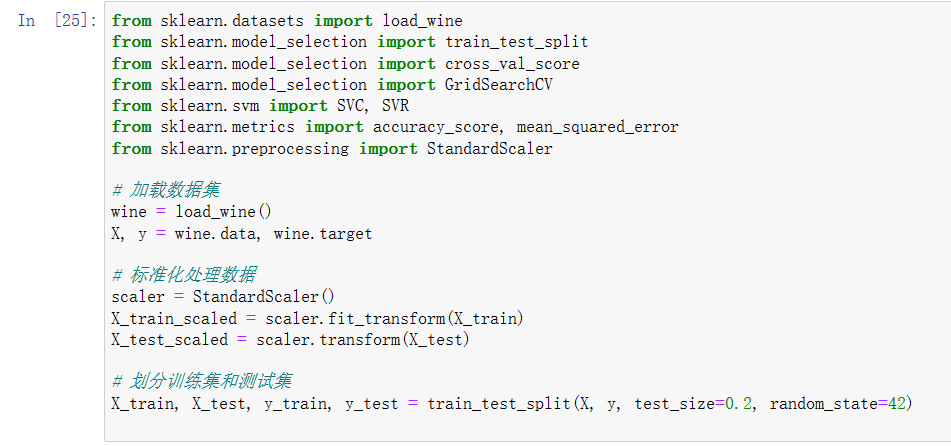 In [25]: from sklearn.datasets import load_wine
from sklearn.model_selection import train_test_split
from sklearn.model_selection import cross_val_score
from sklearn.model_selection import GridSearchCV
from sklearn.svm import SVC, SVR
from sklearn.metrics import accuracy_score, mean_squared_error
from sklearn.preprocessing import StandardScaler
# 加载数据集
wine = load_wine()
X, y = wine.data, wine.target
# 标准化处理数据
scaler = StandardScaler()
X_train_scaled = scaler.fit_transform(X_train)
X_test_scaled = scaler.transform(X_test)
# 划分训练集和测试集
X_train, X_test, y_train, y_test = train_test_split(X, y, test_size=0.2, random_state=42)